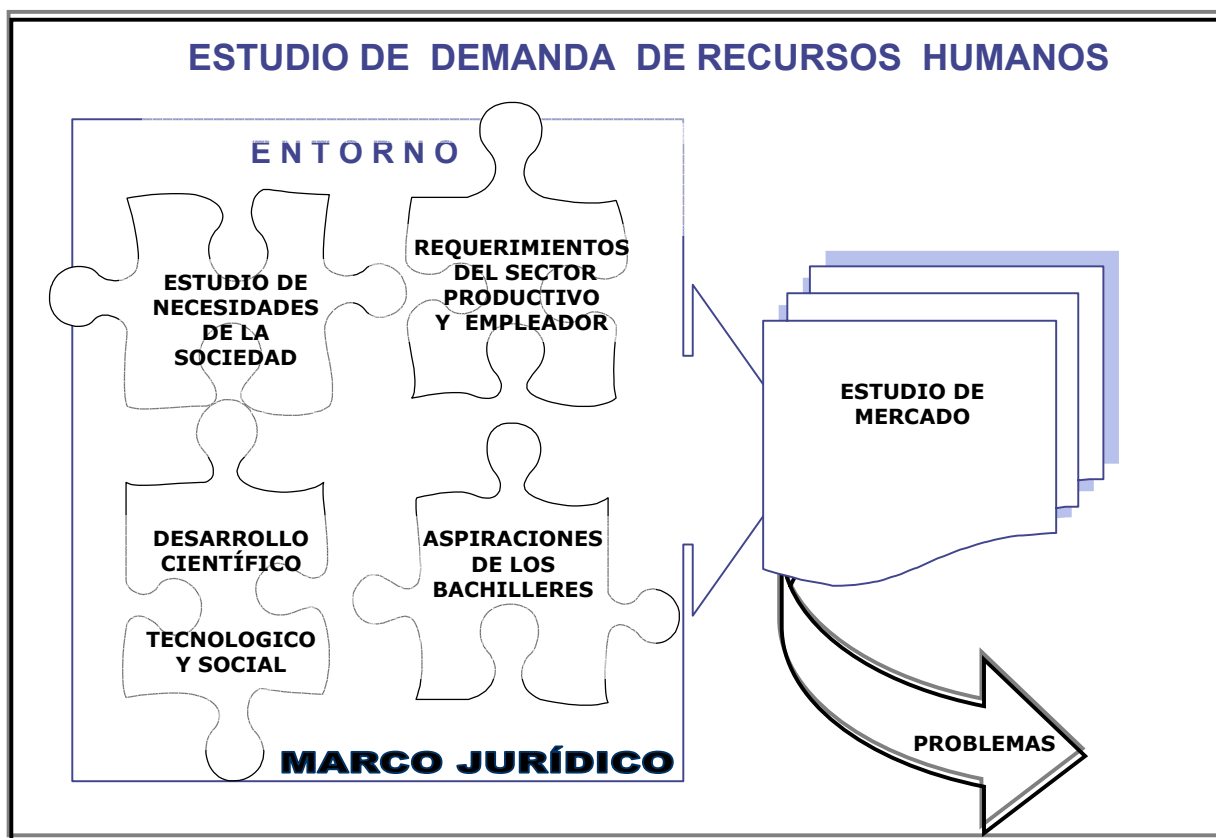 ESTUDIO DE DEMANDA DE RECURSOS HUMANOS
ENTORNO
ESTUDIO DE
NECESIDADES
DE LA
SOCIEDAD
REQUERIMIENTOS
DEL SECTOR
PRODUCTIVO
Y EMPLEADOR
DESARROLLO
CIENTÍFICO
TECNOLOGICO
Y SOCIAL
ASPIRACIONES
DE LOS
BACHILLERES
MARCO JURÍDICO
ESTUDIO DE
MERCADO
PROBLEMAS